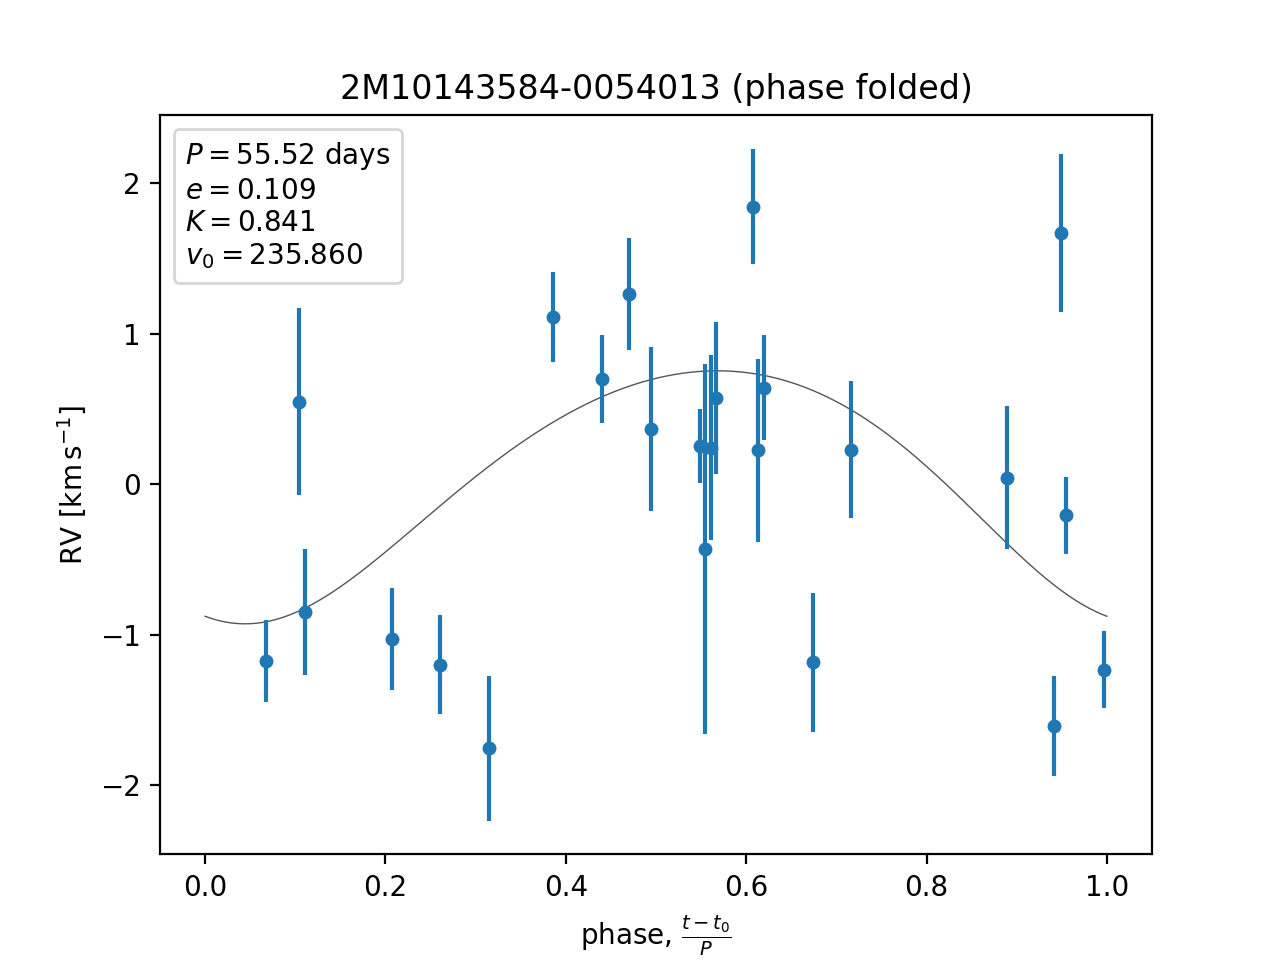 2M10143584-0054013 (phase folded)
P = 55.52 days
e = 0.109
K = 0.841
v₀ = 235.860
2
1
0
−1
−2
RV [km s⁻¹]
0.0 0.2 0.4 0.6 0.8 1.0
phase, (t − t₀)/P